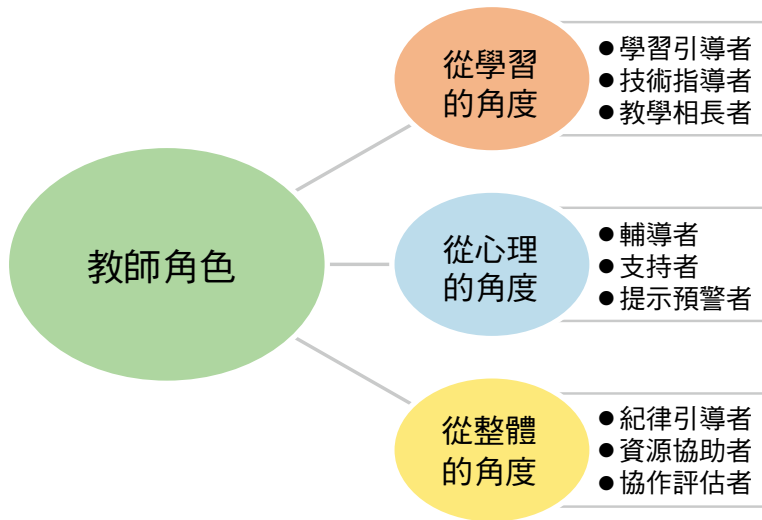 教師角色
從學習
的角度
●學習引導者
●技術指導者
●教學相長者
從心理
的角度
●輔導者
●支持者
●提示預警者
從整體
的角度
●紀律引導者
●資源協助者
●協作評估者